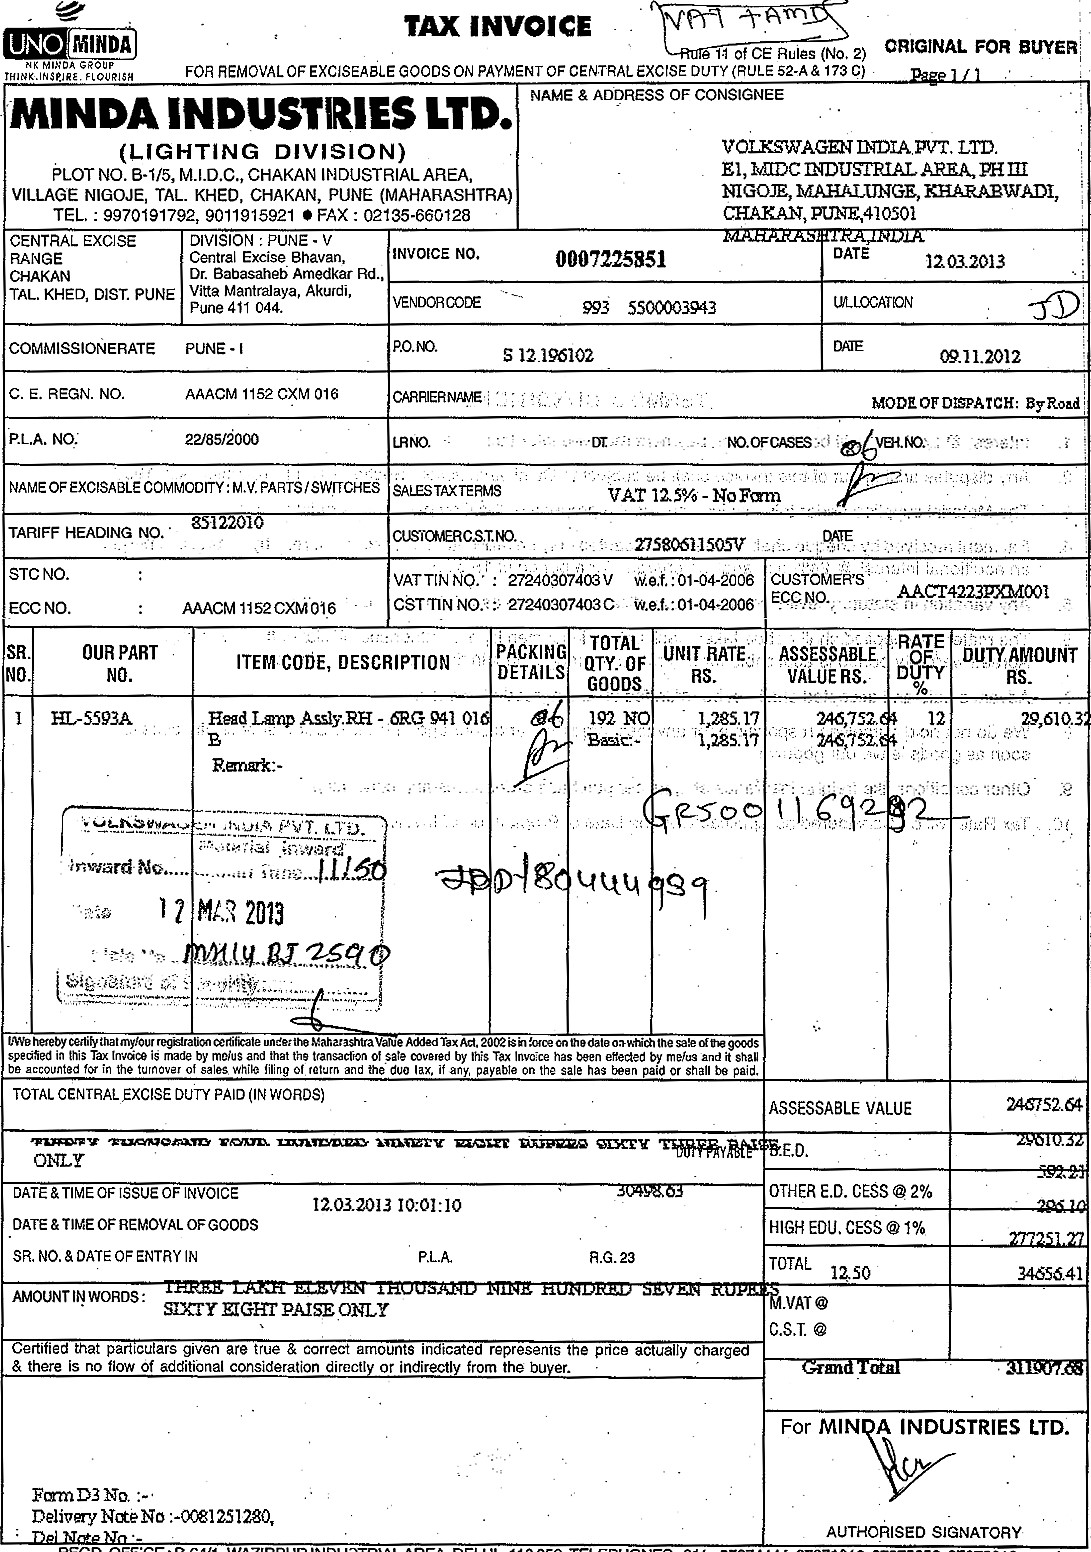 UNO MINDA
NK MINDA GROUP
THINK. INSPIRE. FLOURISH
TAX INVOICE
VAT + AMD
Rule 11 of CE Rules (No. 2)
ORIGINAL FOR BUYER
FOR REMOVAL OF EXCISEABLE GOODS ON PAYMENT OF CENTRAL EXCISE DUTY (RULE 52-A & 173 C)
Page 1 / 1
MINDA INDUSTRIES LTD.
(LIGHTING DIVISION)
PLOT NO. B-1/5, M.I.D.C., CHAKAN INDUSTRIAL AREA,
VILLAGE NIGOJE, TAL. KHED, CHAKAN, PUNE (MAHARASHTRA)
TEL. : 9970191792, 9011915921 ● FAX : 02135-660128
NAME & ADDRESS OF CONSIGNEE
VOLKSWAGEN INDIA PVT. LTD.
E1, MIDC INDUSTRIAL AREA, PH III
NIGOJE, MAHALUNGE, KHARABWADI,
CHAKAN, PUNE,410501
MAHARASHTRA,INDIA
CENTRAL EXCISE
RANGE
CHAKAN
TAL. KHED, DIST. PUNE
DIVISION : PUNE - V
Central Excise Bhavan,
Dr. Babasaheb Amedkar Rd.,
Vitta Mantralaya, Akurdi,
Pune 411 044.
INVOICE NO. 0007225851 DATE 12.03.2013
VENDOR CODE 993 5500003943 U/LLOCATION JD
COMMISSIONERATE PUNE - I
P.O. NO. S 12.196102 DATE 09.11.2012
C. E. REGN. NO. AAACM 1152 CXM 016
CARRIER NAME MODE OF DISPATCH: By Road
P.L.A. NO. 22/85/2000
LR NO. DT. NO. OF CASES 06 VEH. NO.
NAME OF EXCISABLE COMMODITY : M.V. PARTS / SWITCHES
SALES TAX TERMS VAT 12.5% - No Form
TARIFF HEADING NO. 85122010
CUSTOMER C.S.T. NO. 27580611505V DATE
STC NO. :
ECC NO. : AAACM 1152 CXM 016
VAT TIN NO. : 27240307403 V w.e.f. : 01-04-2006
CST TIN NO. : 27240307403 C w.e.f. : 01-04-2006
CUSTOMER'S
ECC NO. AACT4223PXM001
SR. NO. OUR PART NO. ITEM CODE, DESCRIPTION PACKING DETAILS TOTAL QTY. OF GOODS UNIT RATE RS. ASSESSABLE VALUE RS. RATE OF DUTY % DUTY AMOUNT RS.
1 HL-5593A Head Lamp Assly.RH - 6RG 941 016 06 192 NO 1,285.17 246,752.64 12 29,610.32
B Basic:- 1,285.17 246,752.64
Remark:-
GR5001169232
VOLKSWAGEN INDIA PVT. LTD.
Material Inward
Inward No..... Time 11/50
JDD180444989
Date 12 MAR 2013
MH14 BJ 2590
Signature of Security
I/We hereby certify that my/our registration certificate under the Maharashtra Value Added Tax Act, 2002 is in force on the date on which the sale of the goods
specified in this Tax Invoice is made by me/us and that the transaction of sale covered by this Tax Invoice has been effected by me/us and it shall
be accounted for in the turnover of sales while filing of return and the due tax, if any, payable on the sale has been paid or shall be paid.
TOTAL CENTRAL EXCISE DUTY PAID (IN WORDS)
THIRTY THOUSAND FOUR HUNDRED NINETY EIGHT RUPEES SIXTY THREE PAISE
ONLY
DUTY PAYABLE
30498.63
ASSESSABLE VALUE 246752.64
B.E.D. 29610.32
592.21
OTHER E.D. CESS @ 2%
296.10
HIGH EDU. CESS @ 1%
277251.27
TOTAL 12.50 34656.41
M.VAT @
C.S.T. @
Grand Total 311907.68
DATE & TIME OF ISSUE OF INVOICE 12.03.2013 10:01:10
DATE & TIME OF REMOVAL OF GOODS
SR. NO. & DATE OF ENTRY IN P.L.A. R.G. 23
AMOUNT IN WORDS : THREE LAKH ELEVEN THOUSAND NINE HUNDRED SEVEN RUPEES
SIXTY EIGHT PAISE ONLY
Certified that particulars given are true & correct amounts indicated represents the price actually charged
& there is no flow of additional consideration directly or indirectly from the buyer.
For MINDA INDUSTRIES LTD.
AUTHORISED SIGNATORY
Form D3 No. :-
Delivery Note No :-0081251280,
Del Note No :-